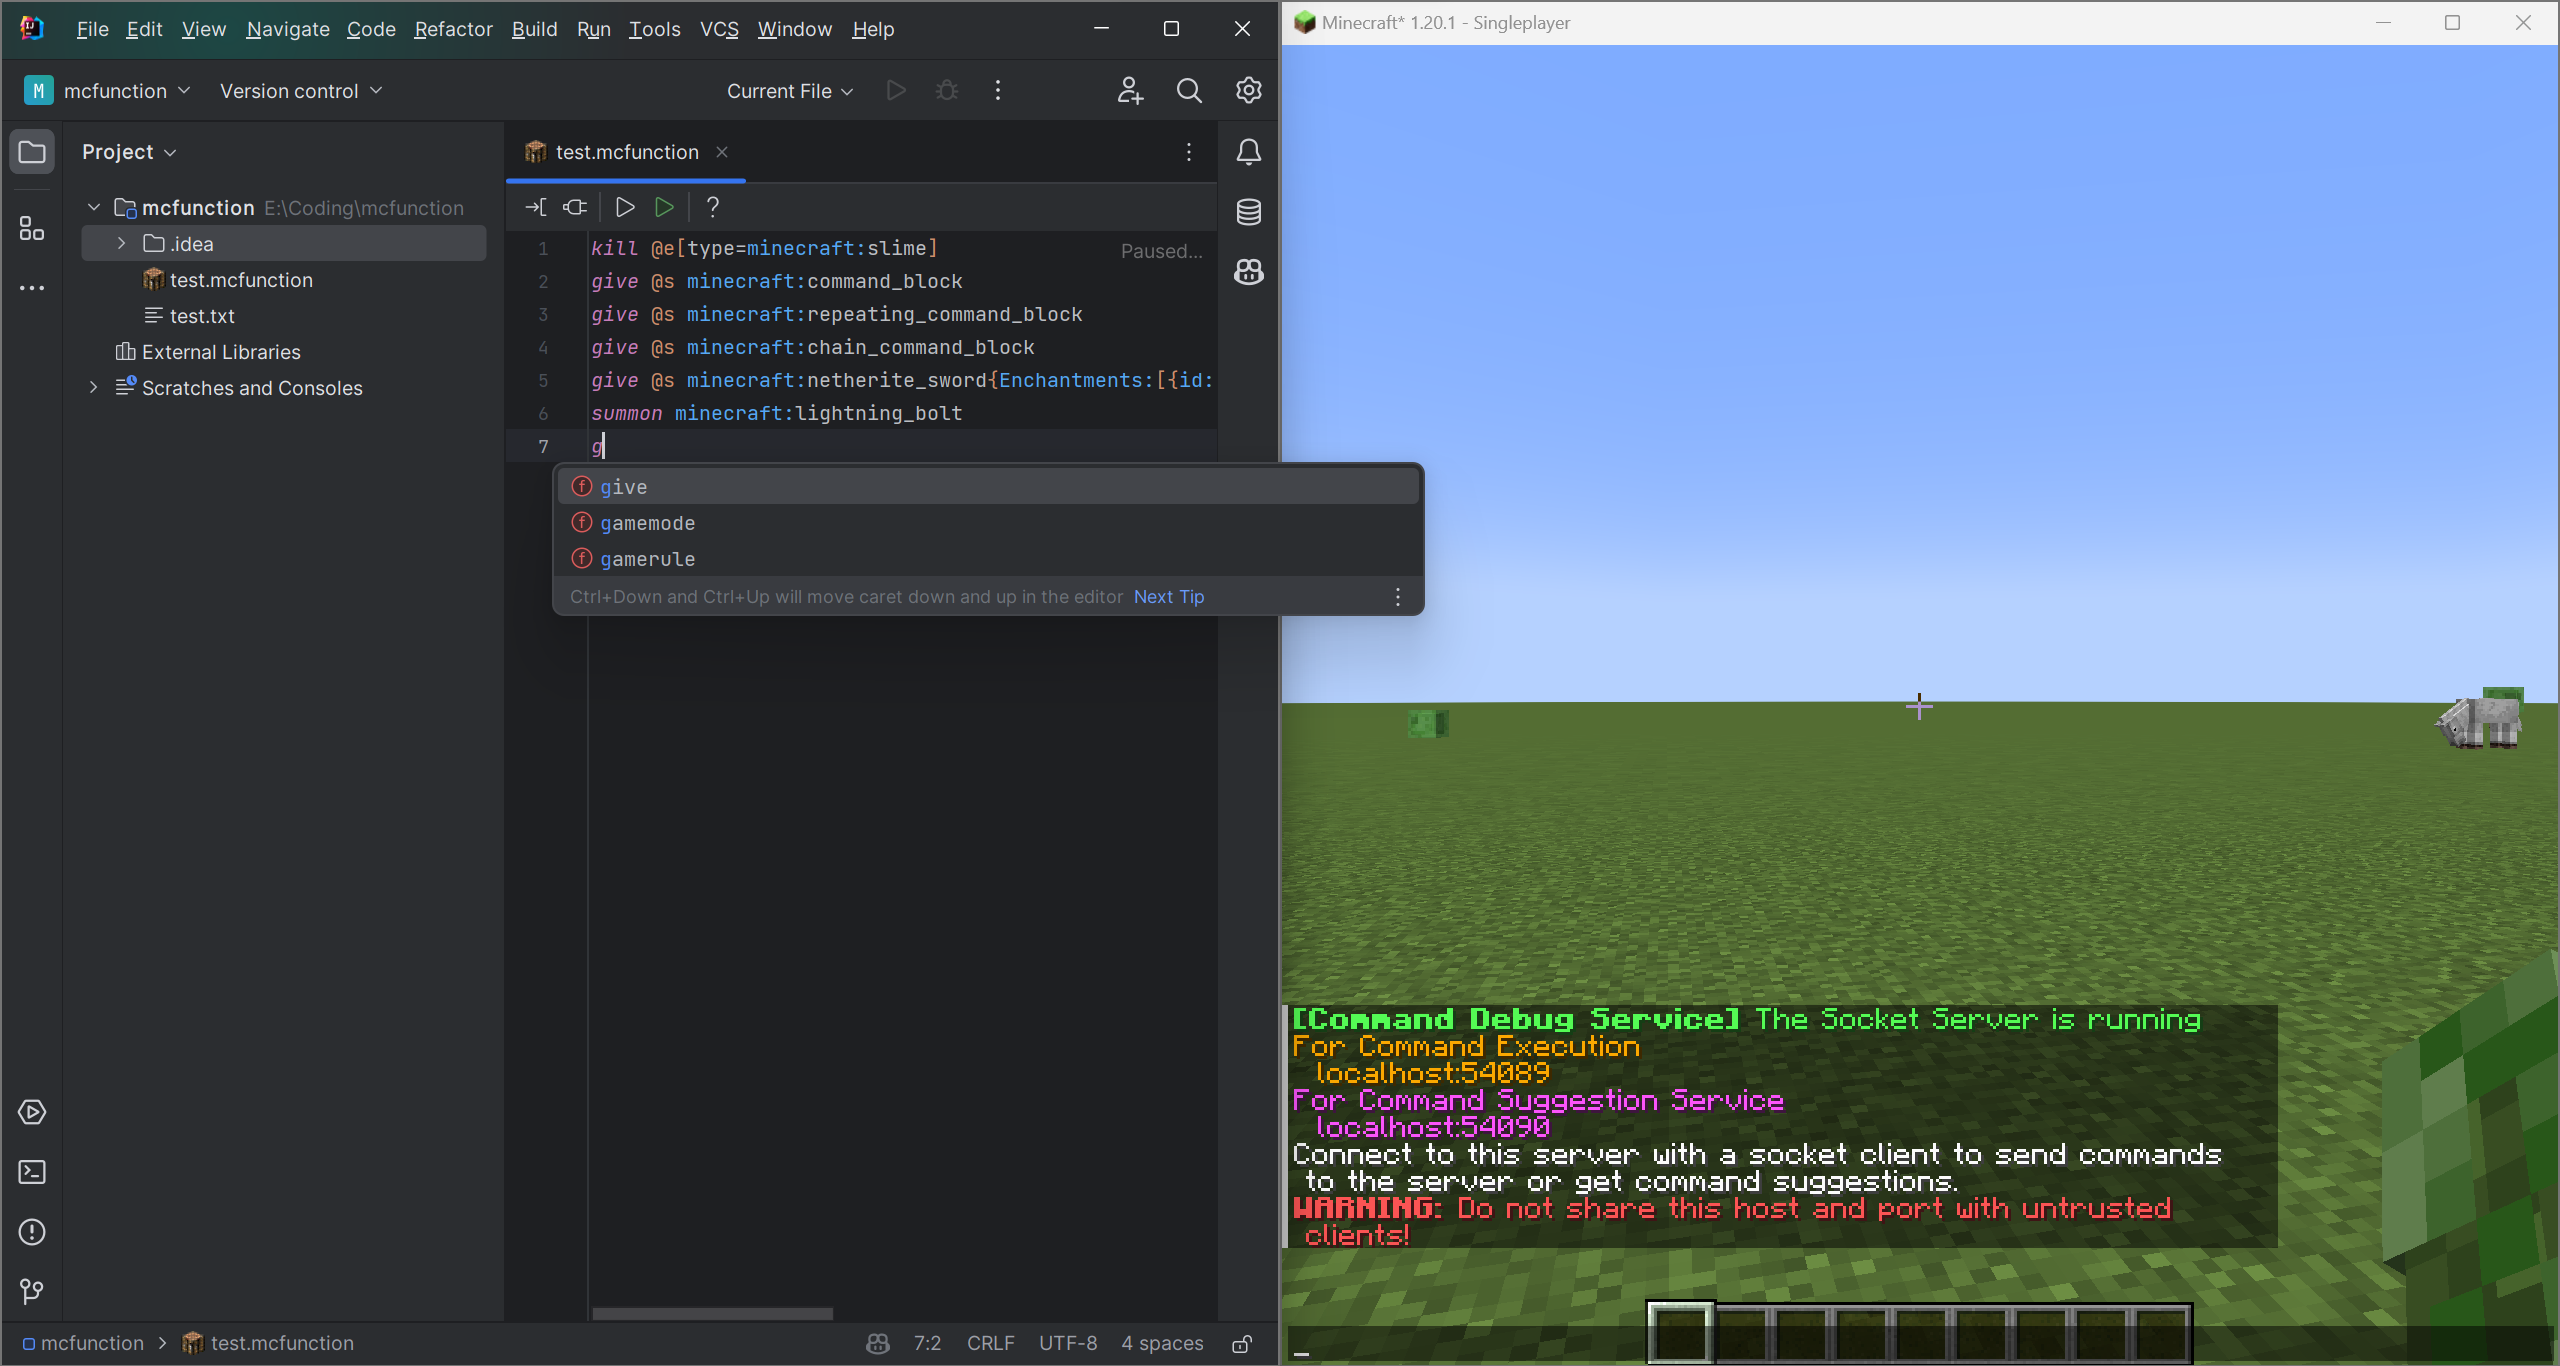 File Edit View Navigate Code Refactor Build Run Tools VCS Window Help
M mcfunction Version control Current File
Project
mcfunction E:\Coding\mcfunction
.idea
test.mcfunction
test.txt
External Libraries
Scratches and Consoles
test.mcfunction
?
1 kill @e[type=minecraft:slime]
Paused...
2 give @s minecraft:command_block
3 give @s minecraft:repeating_command_block
4 give @s minecraft:chain_command_block
5 give @s minecraft:netherite_sword{Enchantments:[{id:
6 summon minecraft:lightning_bolt
7 g
f give
f gamemode
f gamerule
Ctrl+Down and Ctrl+Up will move caret down and up in the editor Next Tip
mcfunction > test.mcfunction
7:2 CRLF UTF-8 4 spaces
Minecraft* 1.20.1 - Singleplayer
[Command Debug Service] The Socket Server is running
For Command Execution
localhost:54089
For Command Suggestion Service
localhost:54090
Connect to this server with a socket client to send commands
to the server or get command suggestions.
WARNING: Do not share this host and port with untrusted
clients!
_